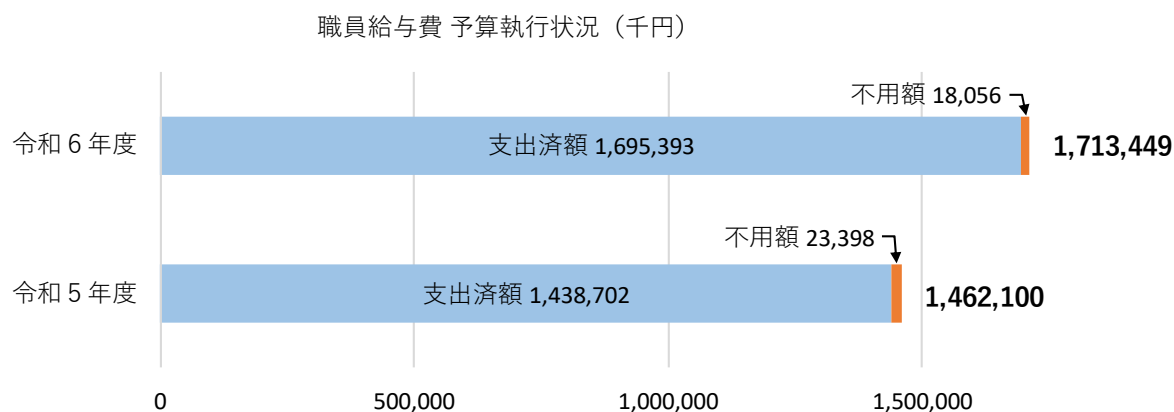 職員給与費 予算執行状況（千円）
不用額 18,056
令和６年度
支出済額 1,695,393
1,713,449
不用額 23,398
令和５年度
支出済額 1,438,702
1,462,100
0
500,000
1,000,000
1,500,000